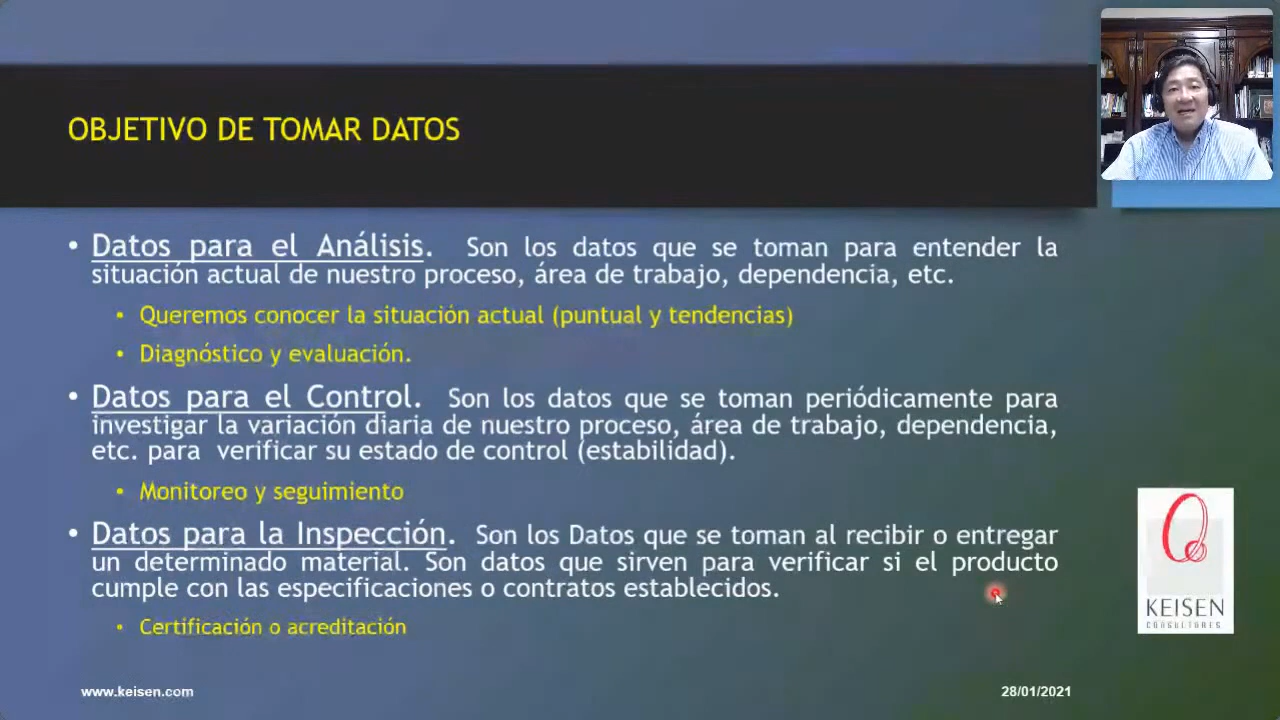 OBJETIVO DE TOMAR DATOS
• Datos para el Análisis. Son los datos que se toman para entender la
situación actual de nuestro proceso, área de trabajo, dependencia, etc.
• Queremos conocer la situación actual (puntual y tendencias)
• Diagnóstico y evaluación.
• Datos para el Control. Son los datos que se toman periódicamente para
investigar la variación diaria de nuestro proceso, área de trabajo, dependencia,
etc. para verificar su estado de control (estabilidad).
• Monitoreo y seguimiento
• Datos para la Inspección. Son los Datos que se toman al recibir o entregar
un determinado material. Son datos que sirven para verificar si el producto
cumple con las especificaciones o contratos establecidos.
• Certificación o acreditación
KEISEN
CONSULTORES
www.keisen.com
28/01/2021